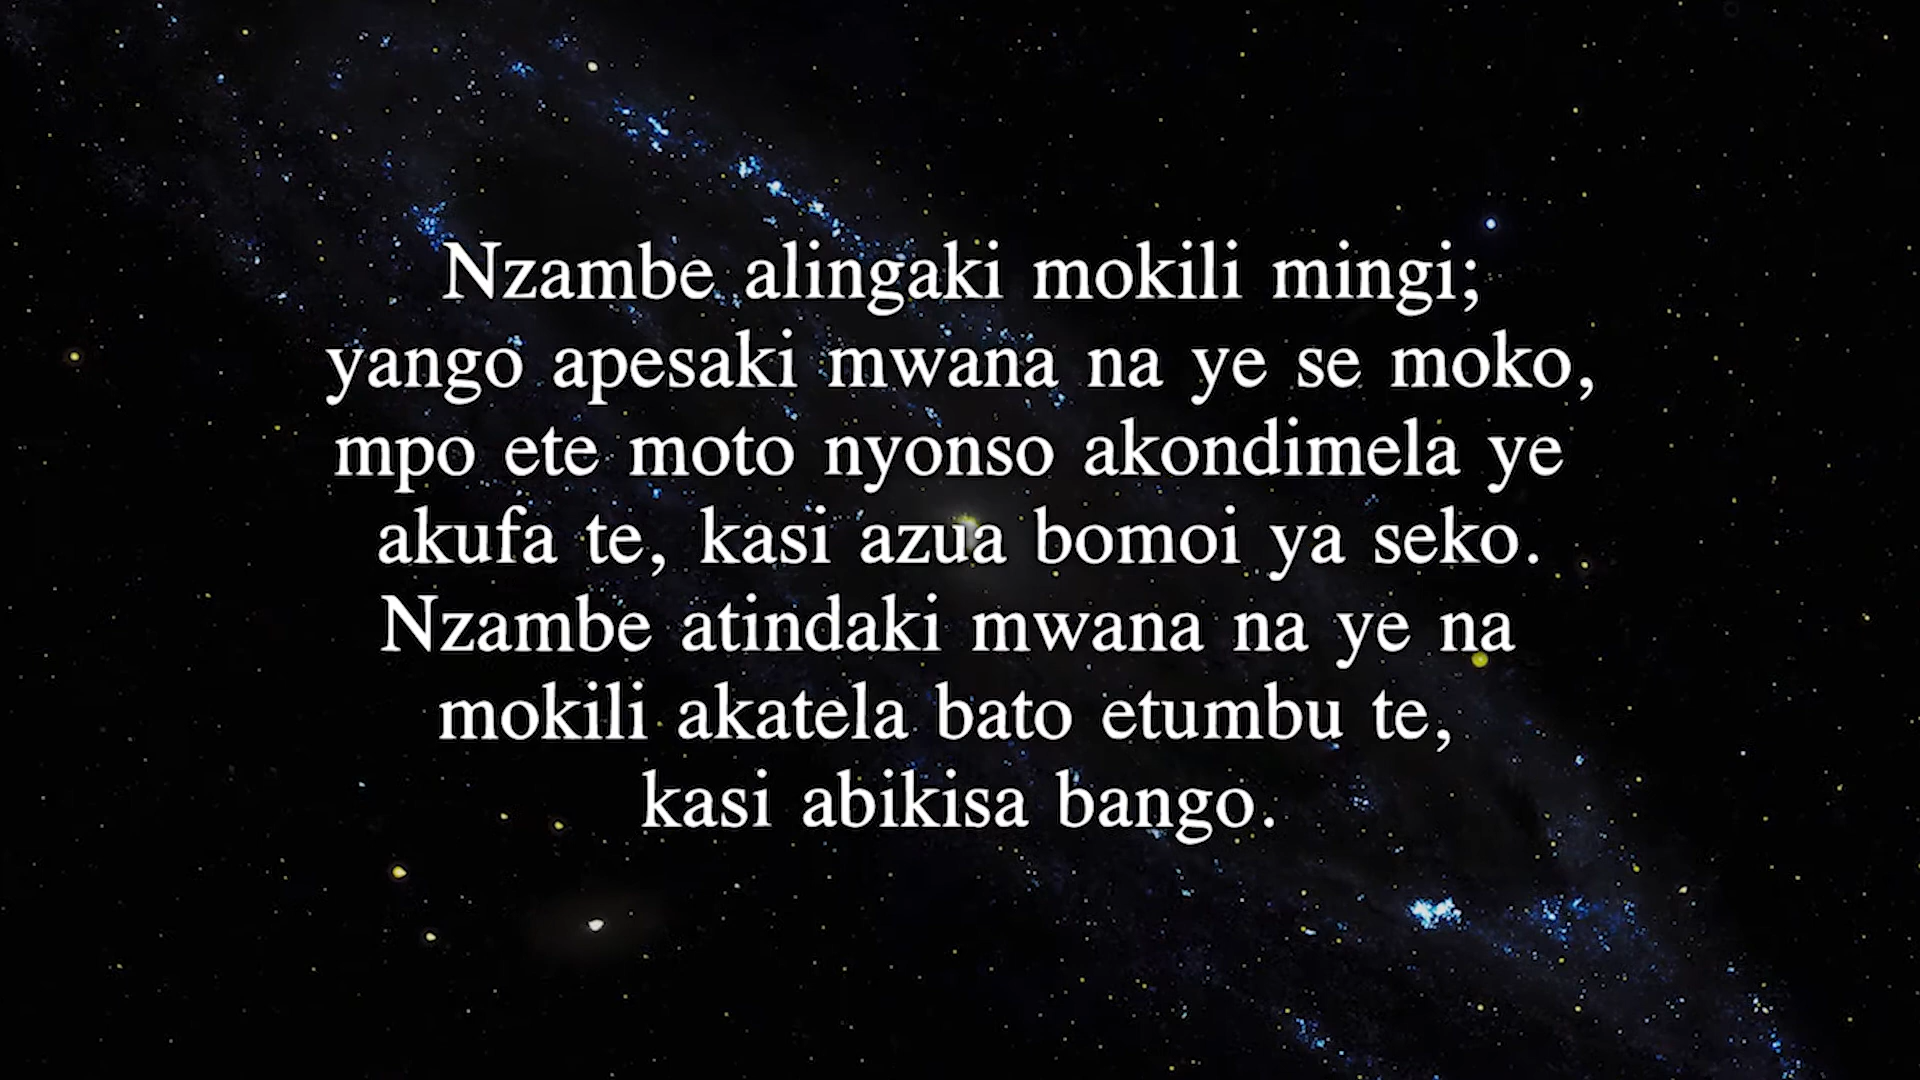 Nzambe alingaki mokili mingi;
yango apesaki mwana na ye se moko,
mpo ete moto nyonso akondimela ye
akufa te, kasi azua bomoi ya seko.
Nzambe atindaki mwana na ye na
mokili akatela bato etumbu te,
kasi abikisa bango.